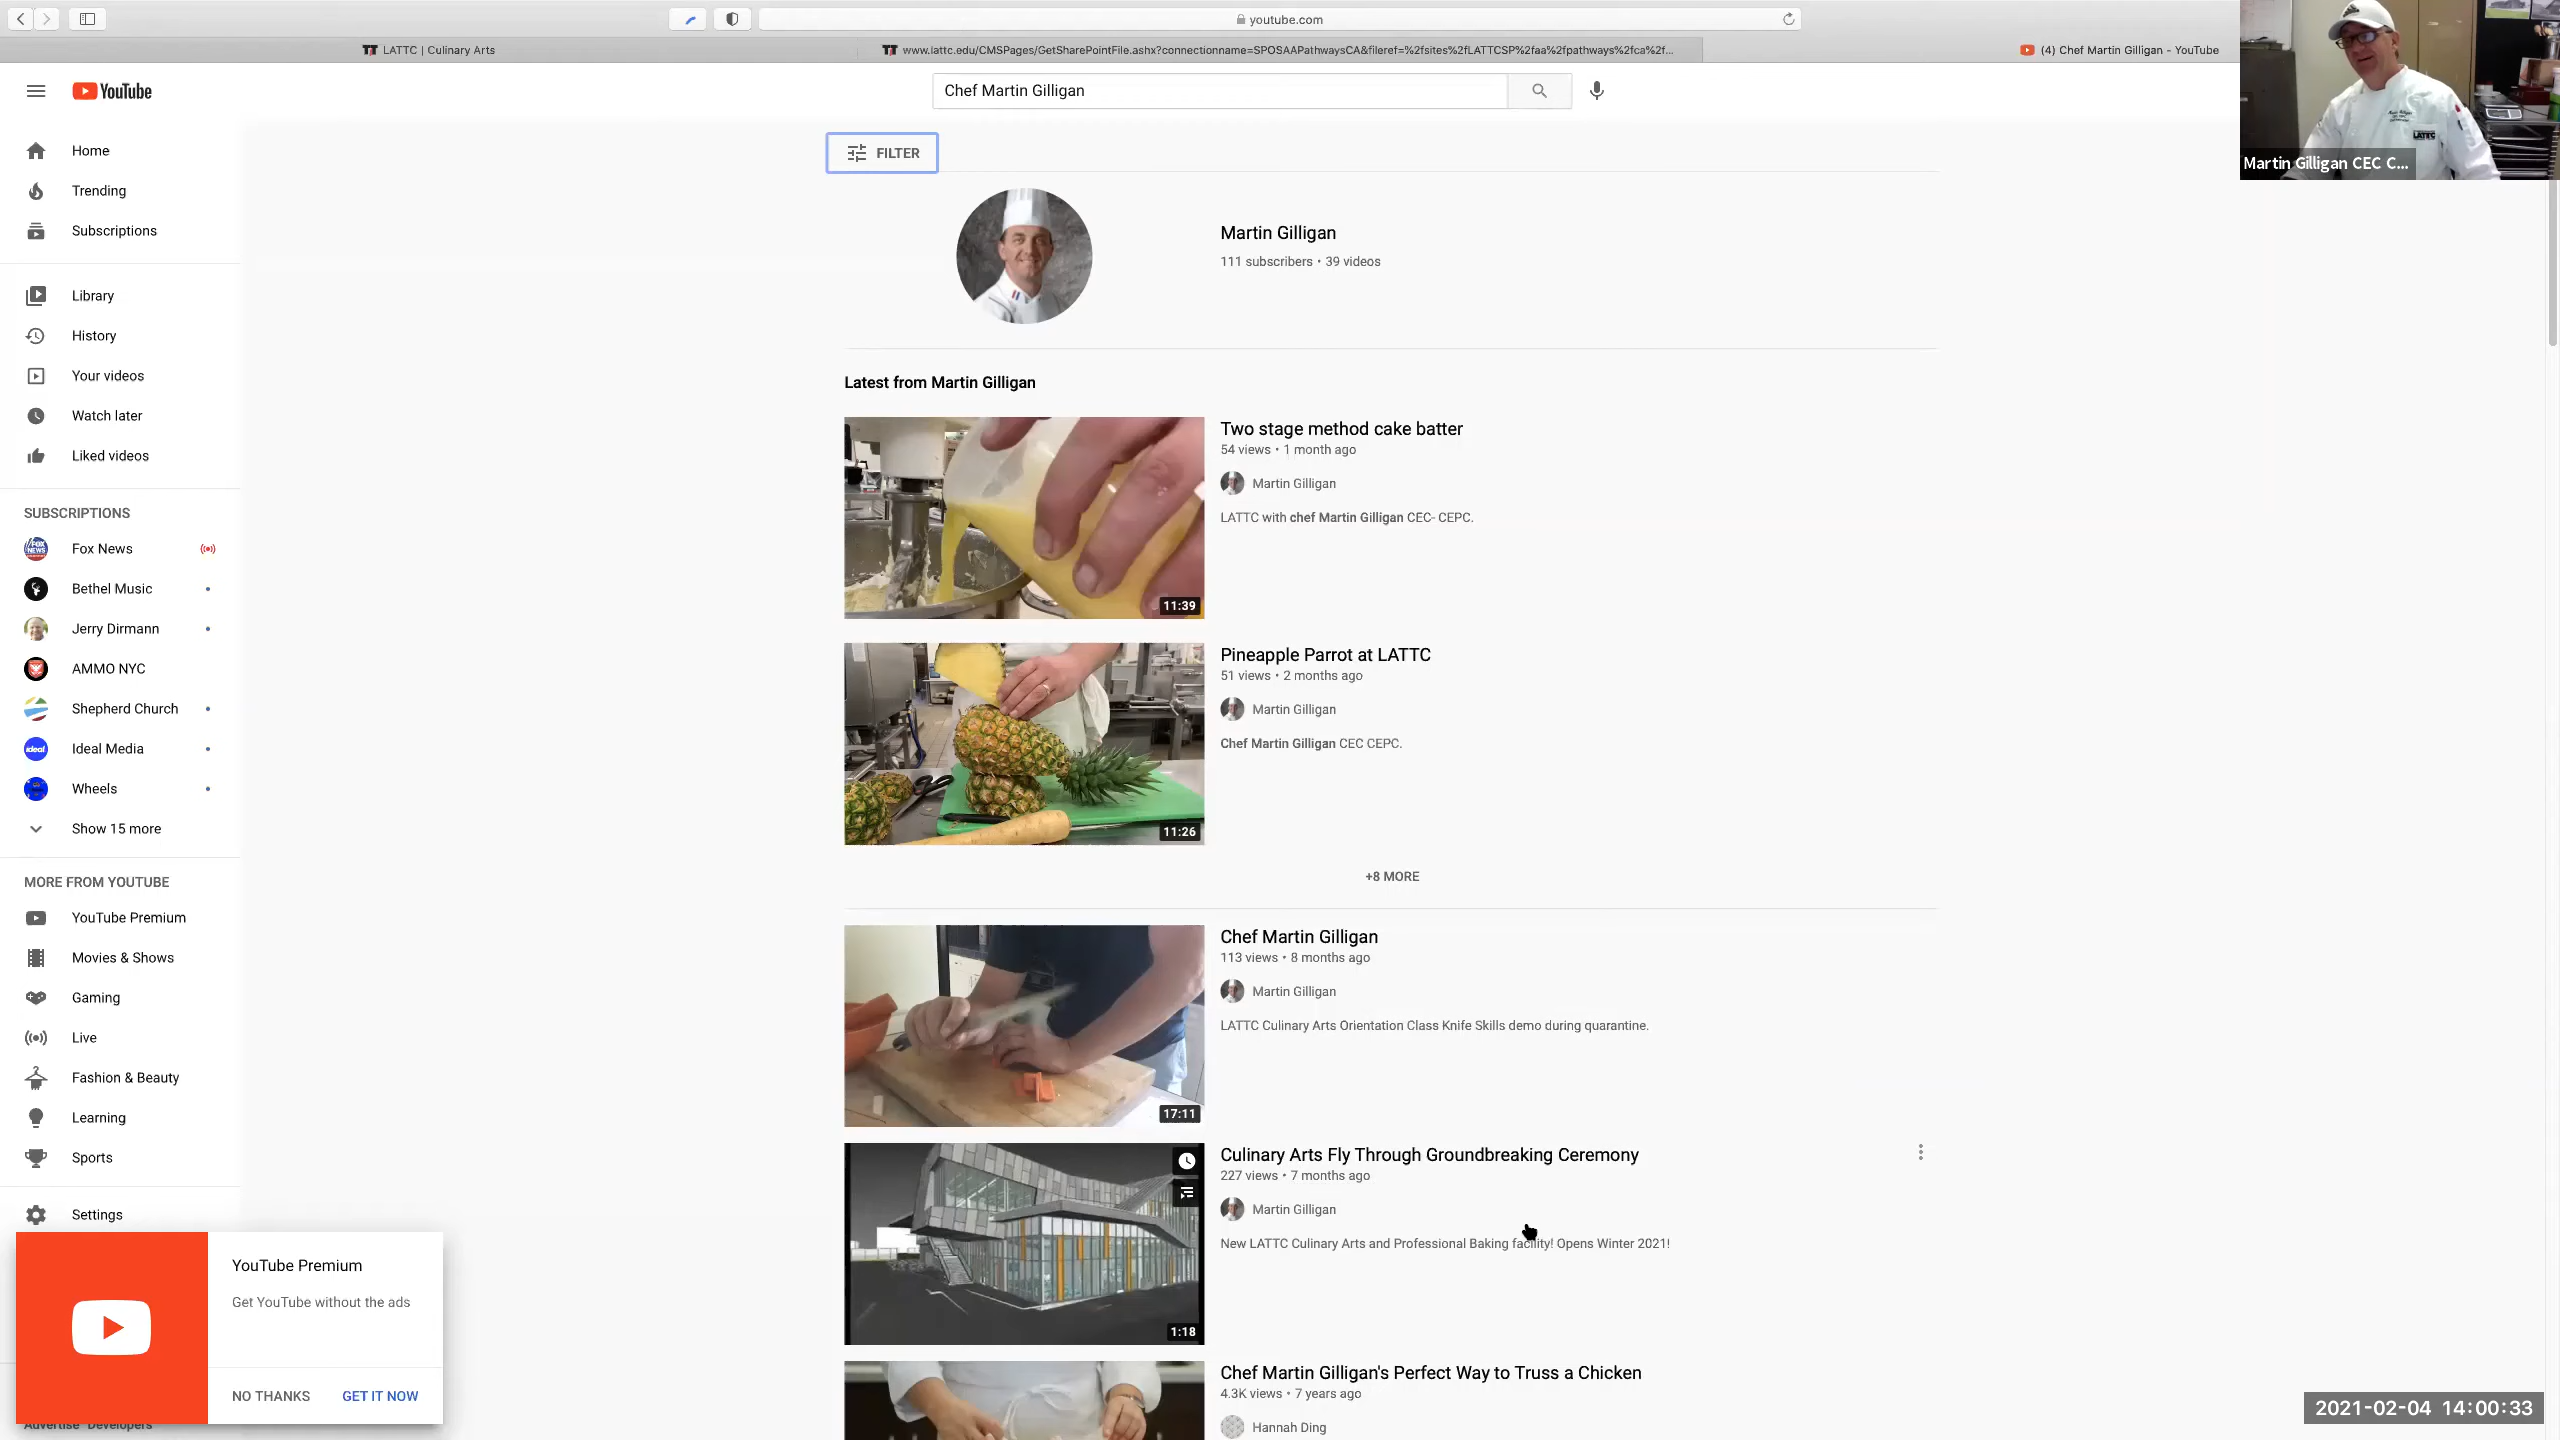 youtube.com
LATTC | Culinary Arts
www.lattc.edu/CMSPages/GetSharePointFile.ashx?connectionname=SPOSAAPathwaysCA&fileref=%2fsites%2fLATTCSP%2faa%2fpathways%2fca%2f...
(4) Chef Martin Gilligan - YouTube
YouTube
Chef Martin Gilligan
LATTC
Martin Gilligan CEC C...
Home
Trending
Subscriptions
Library
History
Your videos
Watch later
Liked videos
SUBSCRIPTIONS
Fox News
Bethel Music
Jerry Dirmann
AMMO NYC
Shepherd Church
ideal
Ideal Media
Wheels
Show 15 more
MORE FROM YOUTUBE
YouTube Premium
Movies & Shows
Gaming
Live
Fashion & Beauty
Learning
Sports
Settings
YouTube Premium
Get YouTube without the ads
NO THANKS GET IT NOW
Advertise Developers
FILTER
Martin Gilligan
111 subscribers • 39 videos
Latest from Martin Gilligan
Two stage method cake batter
54 views • 1 month ago
Martin Gilligan
LATTC with chef Martin Gilligan CEC- CEPC.
11:39
Pineapple Parrot at LATTC
51 views • 2 months ago
Martin Gilligan
Chef Martin Gilligan CEC CEPC.
11:26
+8 MORE
Chef Martin Gilligan
113 views • 8 months ago
Martin Gilligan
LATTC Culinary Arts Orientation Class Knife Skills demo during quarantine.
17:11
Culinary Arts Fly Through Groundbreaking Ceremony
227 views • 7 months ago
Martin Gilligan
New LATTC Culinary Arts and Professional Baking facility! Opens Winter 2021!
1:18
Chef Martin Gilligan's Perfect Way to Truss a Chicken
4.3K views • 7 years ago
Hannah Ding
2021-02-04 14:00:33